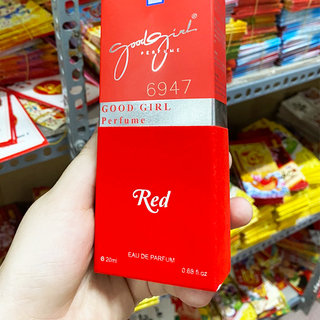 good girl®
PERFUME
6947
GOOD GIRL
Perfume
Red
EAU DE PARFUM
e 20ml
0.68 fl.oz